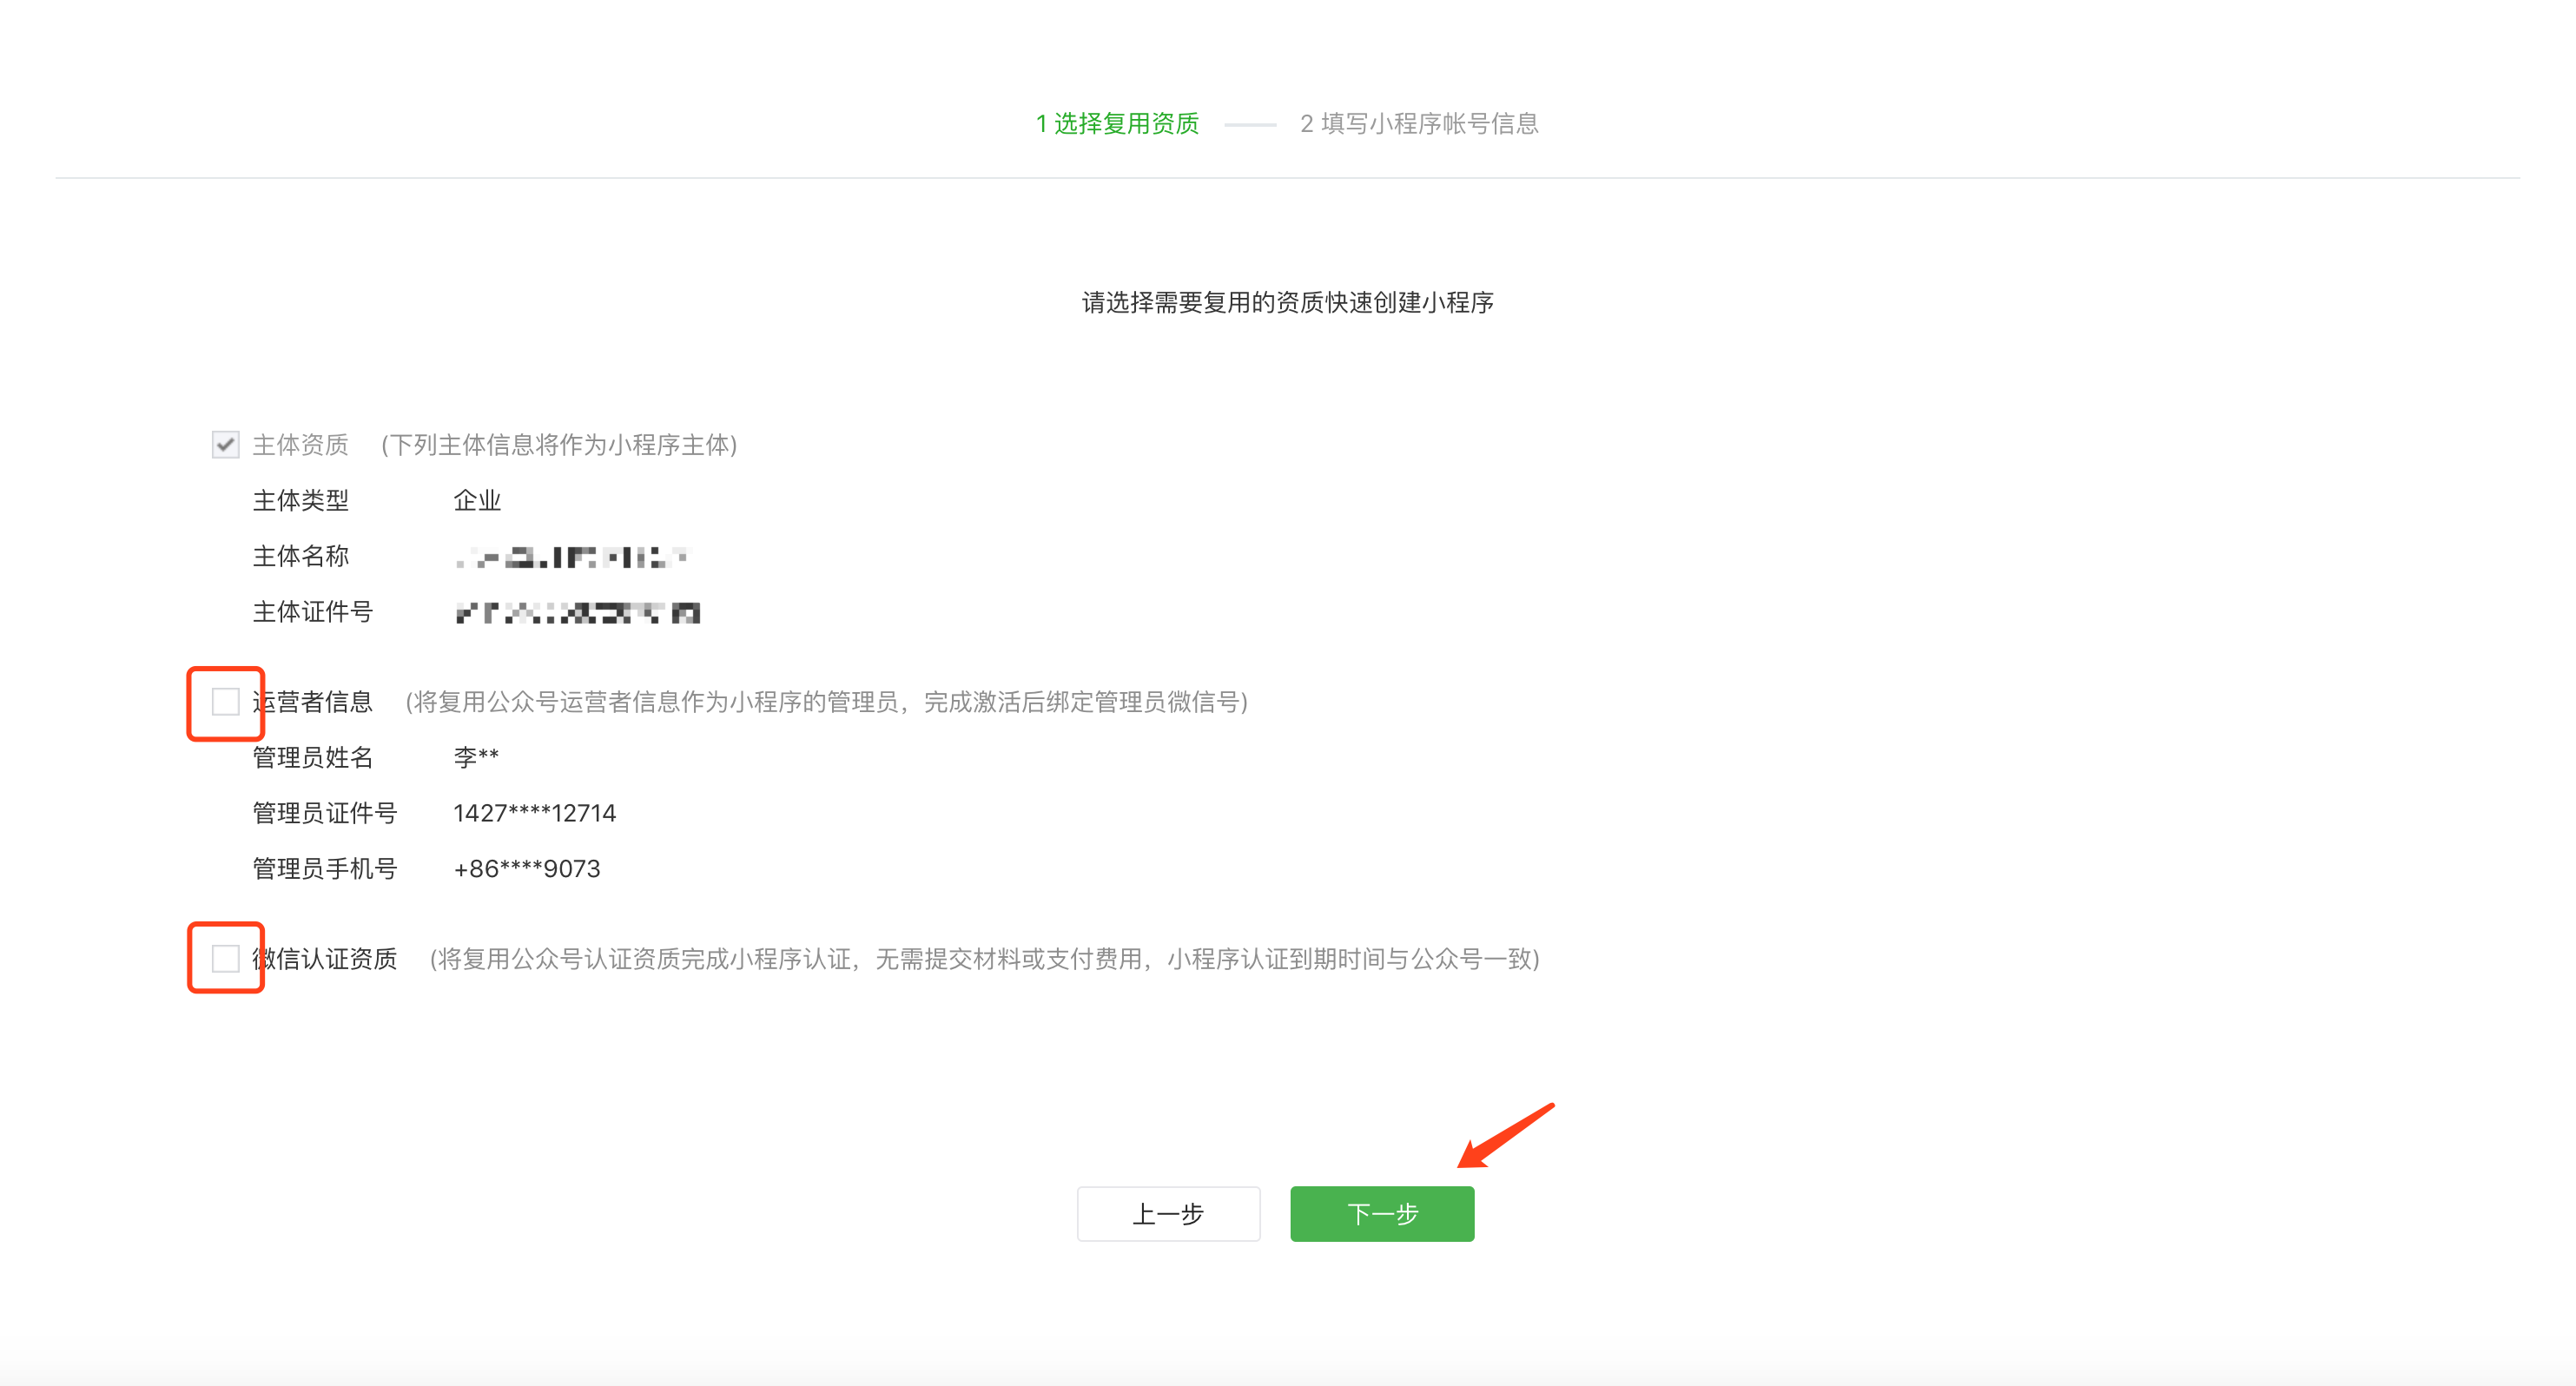 1 选择复用资质 2 填写小程序帐号信息
请选择需要复用的资质快速创建小程序
主体资质 (下列主体信息将作为小程序主体)
主体类型 企业
主体名称
主体证件号
运营者信息 (将复用公众号运营者信息作为小程序的管理员，完成激活后绑定管理员微信号)
管理员姓名 李**
管理员证件号 1427****12714
管理员手机号 +86****9073
微信认证资质 (将复用公众号认证资质完成小程序认证，无需提交材料或支付费用，小程序认证到期时间与公众号一致)
上一步 下一步